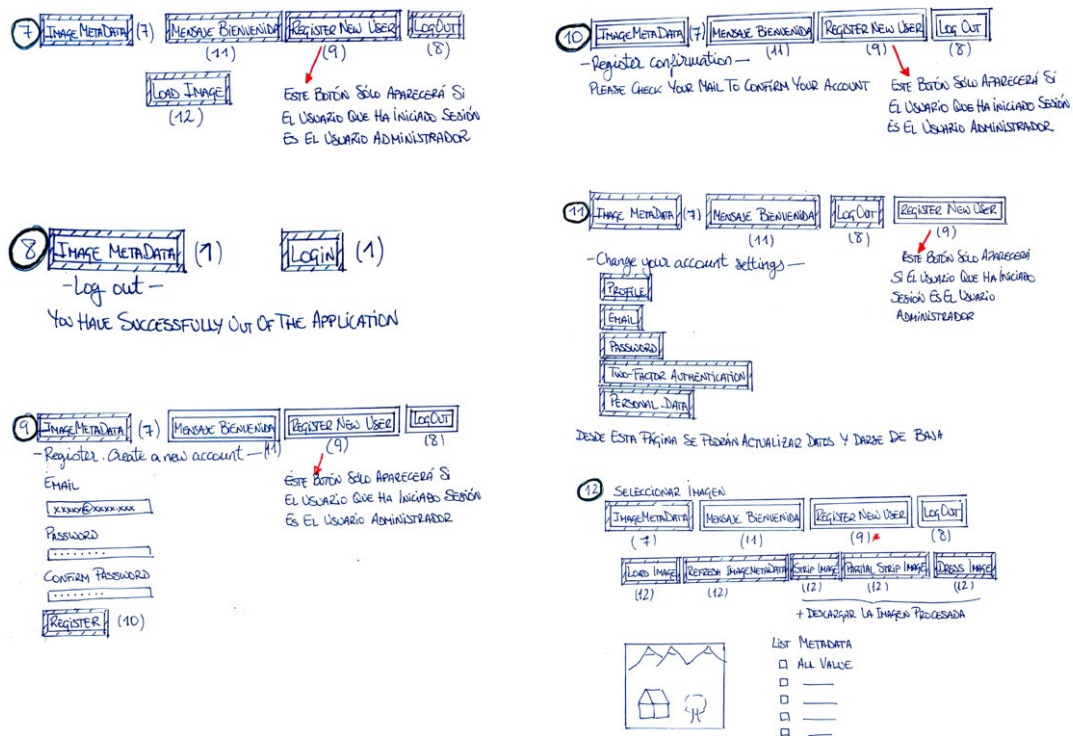 7 IMAGE METADATA (7) MENSAJE BIENVENIDA REGISTER NEW USER LOGOUT
(11) (9) (8)
LOAD IMAGE
(12)
ESTE BOTÓN SÓLO APARECERÁ SI
EL USUARIO QUE HA INICIADO SESIÓN
ES EL USUARIO ADMINISTRADOR
8 IMAGE METADATA (1) LOGIN (1)
-Log out-
YOU HAVE SUCCESSFULLY OUT OF THE APPLICATION
9 IMAGE METADATA (7) MENSAJE BIENVENIDA REGISTER NEW USER LOGOUT
-Register. Create a new account- (11) (9) (8)
EMAIL
xxxxx@xxxx.xxx
PASSWORD
........
CONFIRM PASSWORD
........
REGISTER (10)
ESTE BOTÓN SÓLO APARECERÁ SI
EL USUARIO QUE HA INICIADO SESIÓN
ES EL USUARIO ADMINISTRADOR
10 IMAGE METADATA (7) MENSAJE BIENVENIDA REGISTER NEW USER LOG OUT
(11) (9) (8)
-Register confirmation-
PLEASE CHECK YOUR MAIL TO CONFIRM YOUR ACCOUNT
ESTE BOTÓN SÓLO APARECERÁ SI
EL USUARIO QUE HA INICIADO SESIÓN
ES EL USUARIO ADMINISTRADOR
11 IMAGE METADATA (7) MENSAJE BIENVENIDA LOG OUT REGISTER NEW USER
(11) (8) (9)
-Change your account settings-
PROFILE
EMAIL
PASSWORD
TWO-FACTOR AUTHENTICATION
PERSONAL DATA
ESTE BOTÓN SÓLO APARECERÁ
SI EL USUARIO QUE HA INICIADO
SESIÓN ES EL USUARIO
ADMINISTRADOR
DESDE ESTA PÁGINA SE PODRÁN ACTUALIZAR DATOS Y DARSE DE BAJA
12 SELECCIONAR IMAGEN
IMAGEMETADATA MENSAJE BIENVENIDA REGISTER NEW USER LOG OUT
(7) (11) (9)* (8)
LOAD IMAGE REFRESH IMAGEMETADATA STRIP IMAGE PARTIAL STRIP IMAGE DRESS IMAGE
(12) (12) (12) (12) (12)
+ DESCARGAR LA IMAGEN PROCESADA
LIST METADATA
ALL VALUE